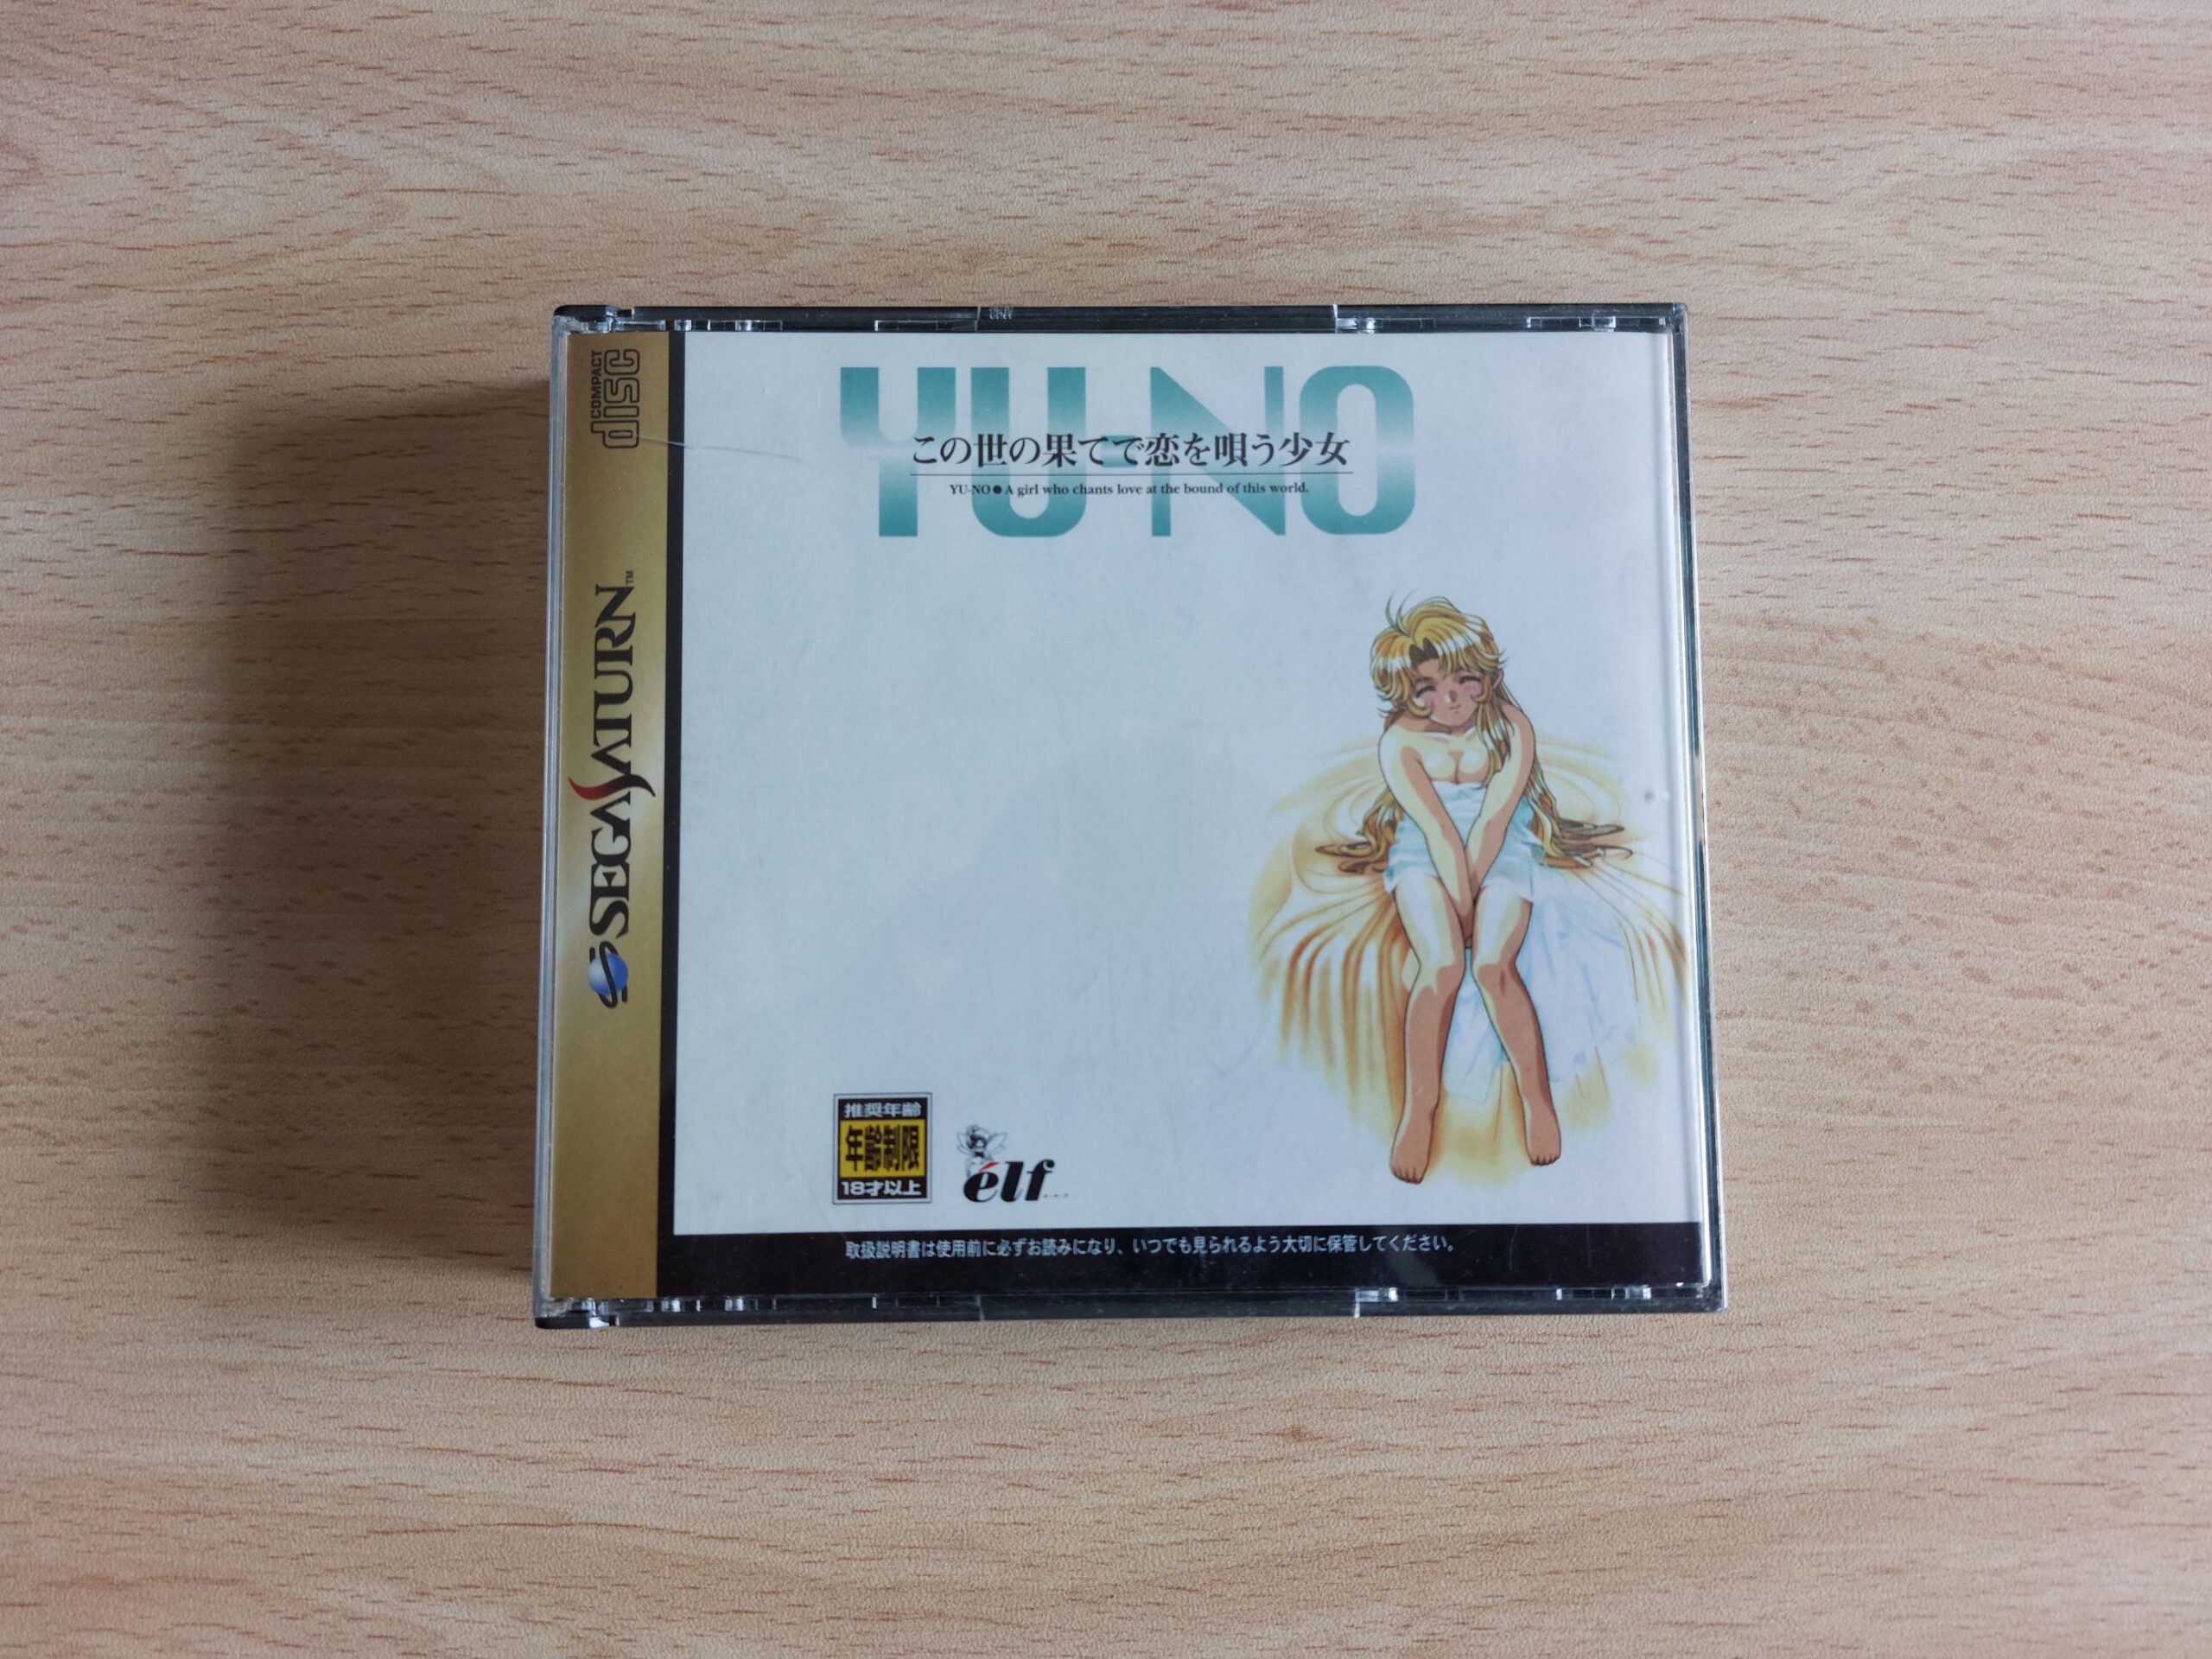 COMPACT
disc
SEGA SATURN™
YU-NO
この世の果てで恋を唄う少女
YU-NO●A girl who chants love at the bound of this world.
推奨年齢
年齢制限
18才以上
élf
取扱説明書は使用前に必ずお読みになり、いつでも見られるよう大切に保管してください。